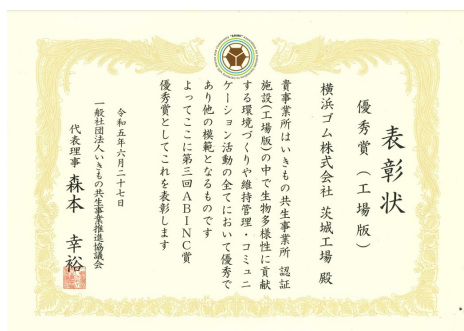 表彰状
優秀賞(工場版)
横浜ゴム株式会社 茨城工場 殿
貴事業所はいきもの共生事業所 認証
施設(工場版)の中で生物多様性に貢献
する環境づくりや維持管理・コミュニ
ケーション活動の全てにおいて優秀で
あり他の模範となるものです
よってここに第三回ABINC賞
優秀賞としてこれを表彰します
令和五年六月二十七日
一般社団法人いきもの共生事業推進協議会
代表理事 森本 幸裕